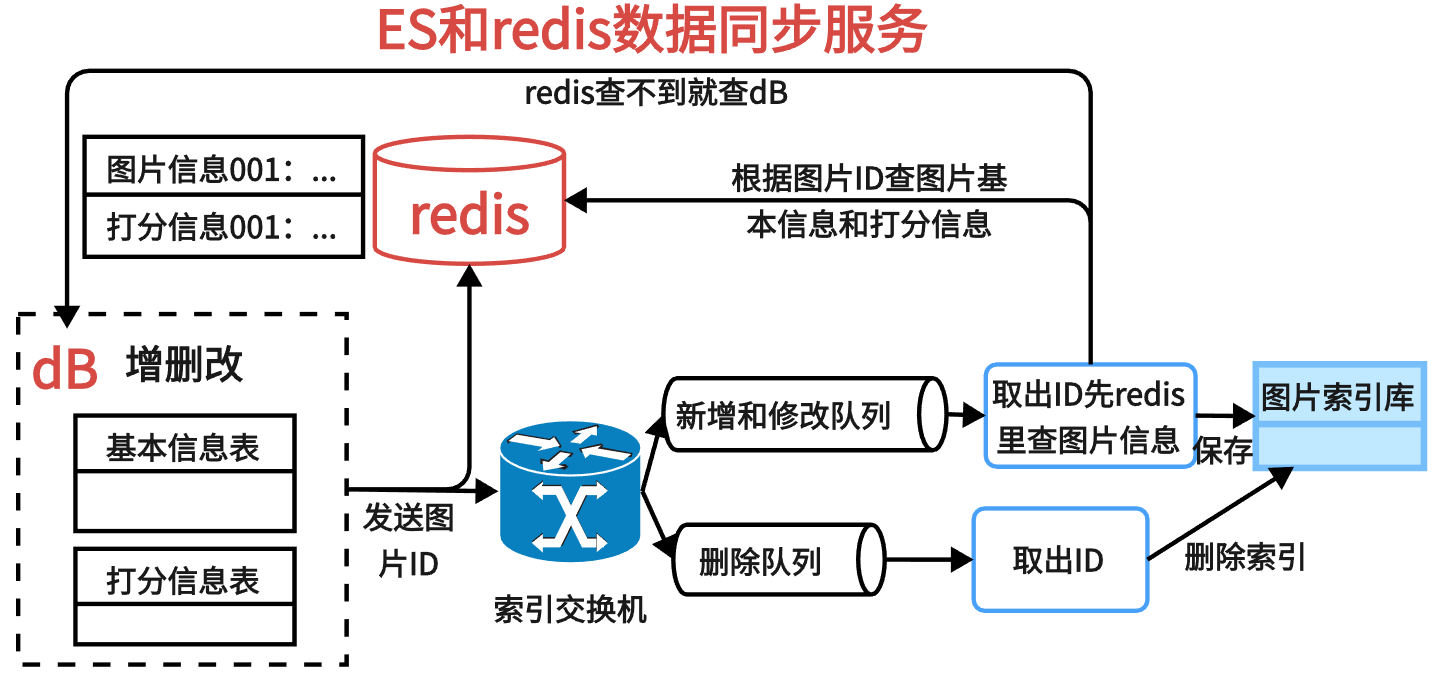 ES和redis数据同步服务
redis查不到就查dB
图片信息001：...
打分信息001：...
redis
根据图片ID查图片基
本信息和打分信息
dB 增删改
基本信息表
打分信息表
发送图
片ID
索引交换机
新增和修改队列
删除队列
取出ID先redis
里查图片信息
保存
图片索引库
取出ID
删除索引